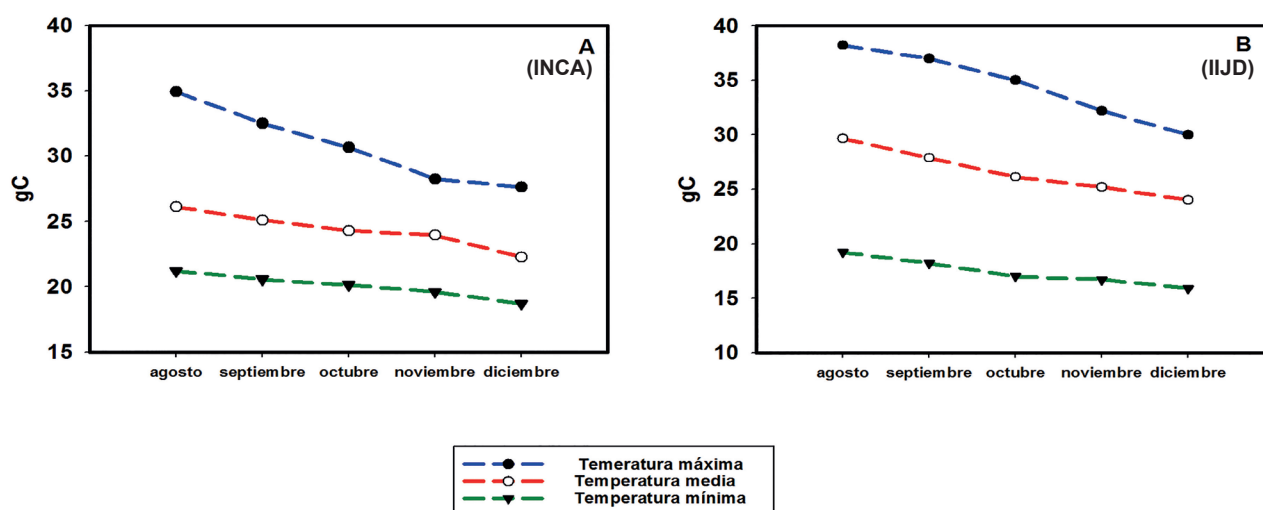 A
(INCA)
gC
40
35
30
25
20
15
agosto septiembre octubre noviembre diciembre
B
(IIJD)
gC
40
35
30
25
20
15
10
agosto septiembre octubre noviembre diciembre
Temeratura máxima
Temperatura media
Temperatura mínima